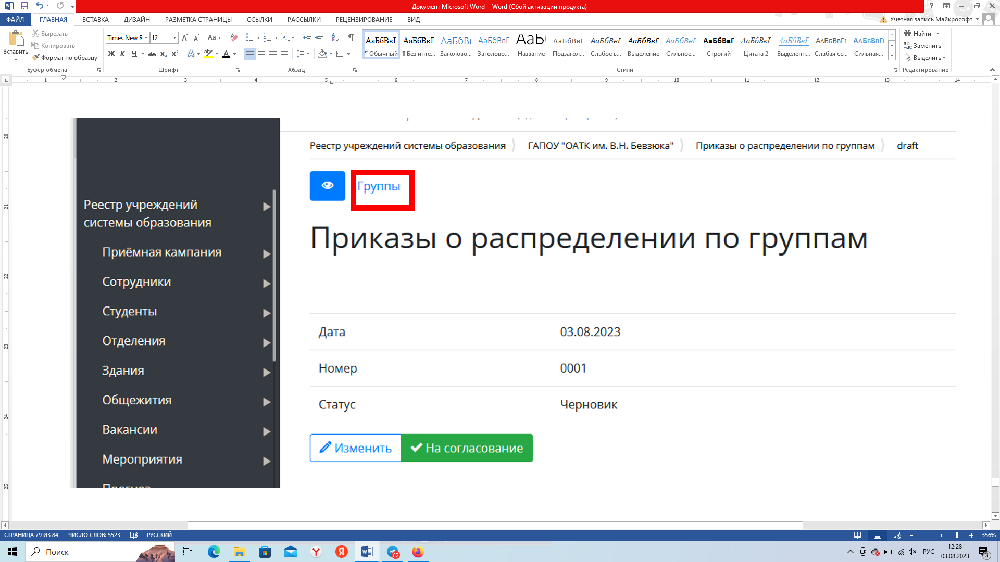 Документ Microsoft Word - Word (Сбой активации продукта)
ФАЙЛ ГЛАВНАЯ ВСТАВКА ДИЗАЙН РАЗМЕТКА СТРАНИЦЫ ССЫЛКИ РАССЫЛКИ РЕЦЕНЗИРОВАНИЕ ВИД
Учетная запись Майкрософт
Вставить
Вырезать
Копировать
Формат по образцу
Буфер обмена
Times New R 12
Ж К Ч abc x₂ x²
Шрифт
Абзац
АаБбВвГ АаБбВвГ АаБбВв АаБбВвГ АаБб АаБбВвГ АаБбВвГ АаБбВвГ АаБбВвГ АаБбВвГ АаБбВвГ АаБбВвГ АаБбВвГг АаБбВвГг
¶ Обычный ¶ Без инте... Заголово... Заголово... Название Подзагол... Слабое в... Выделение Сильное... Строгий Цитата 2 Выделенн... Слабая сс... Сильная...
Стили
Найти
Заменить
Выделить
Редактирование
1 2 3 4 5 6 7 8 9 10 11 12 13 14
20
21
22
23
24
25
Реестр учреждений системы образования
Приёмная кампания
Сотрудники
Студенты
Отделения
Здания
Общежития
Вакансии
Мероприятия
Реестр учреждений системы образования ГАПОУ "ОАТК им. В.Н. Бевзюка" Приказы о распределении по группам draft
Группы
Приказы о распределении по группам
Дата 03.08.2023
Номер 0001
Статус Черновик
Изменить На согласование
СТРАНИЦА 79 ИЗ 84 ЧИСЛО СЛОВ: 5523 РУССКИЙ 356%
Поиск
62
РУС
12:28
03.08.2023
3